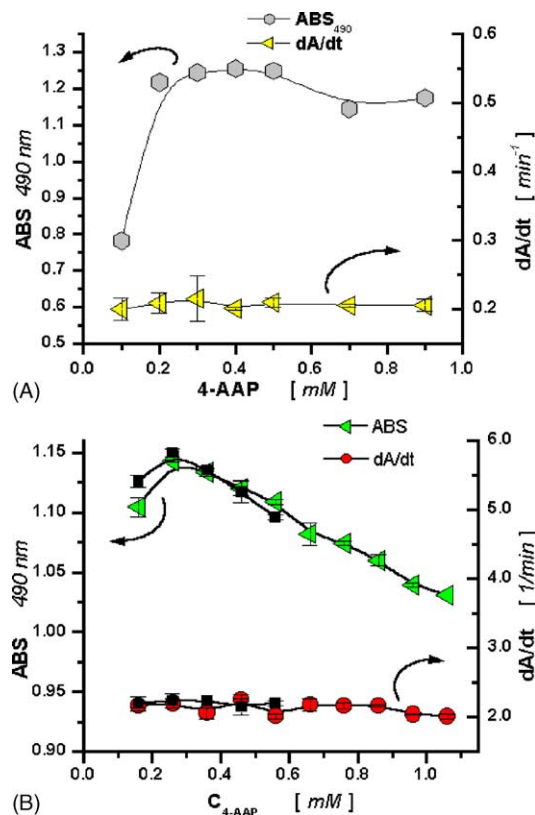 ABS490
dA/dt
1.3
1.2
1.1
1.0
0.9
0.8
0.7
0.6
0.5
ABS 490 nm
0.6
0.5
0.3
0.2
dA/dt [ min-1 ]
0.0 0.2 0.4 0.6 0.8 1.0
(A)
4-AAP [ mM ]
ABS
dA/dt
1.15
1.10
1.05
1.00
0.95
0.90
ABS 490 nm
6.0
5.0
4.0
2.2
2.0
dA/dt [ 1/min ]
0.0 0.2 0.4 0.6 0.8 1.0
(B)
C4-AAP [ mM ]